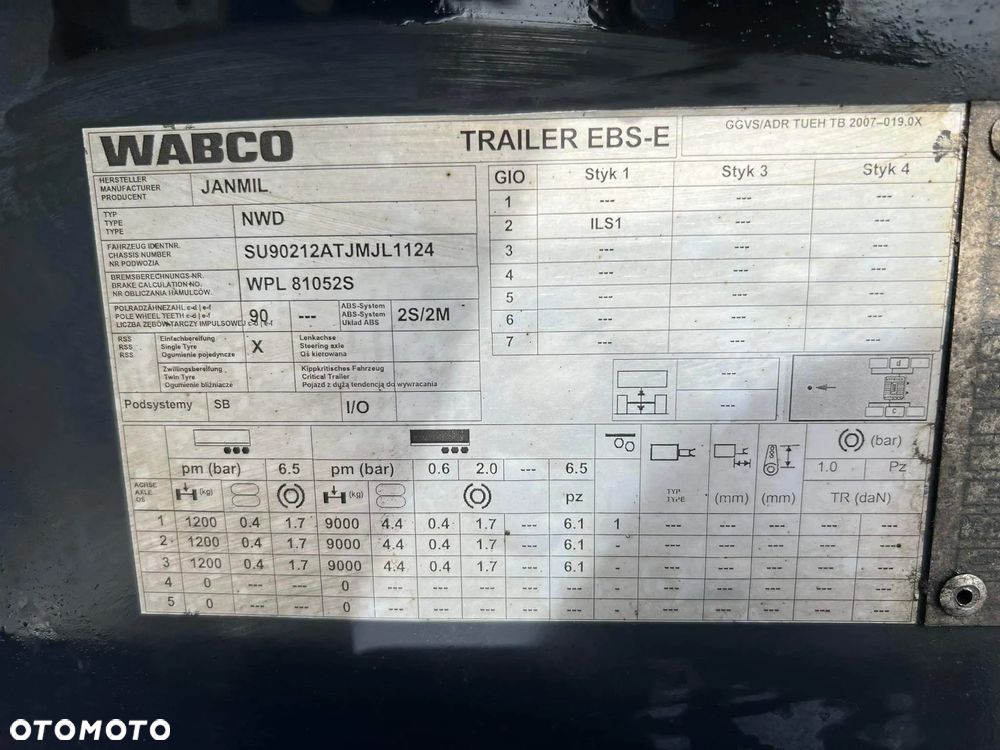 WABCO TRAILER EBS-E GGVS/ADR TUEH TB 2007-019.0X
HERSTELLER
MANUFACTURER
PRODUCENT
JANMIL
TYP
TYPE
TYPE
NWD
FAHRZEUG IDENTNR.
CHASSIS NUMBER
NR PODWOZIA
SU90212ATJMJL1124
BREMSBERECHNUNGS-NR.
BRAKE CALCULATION NO.
NR OBLICZANIA HAMULCÓW
WPL 81052S
POLRADZÄHNEZAHL c-d | e-f
POLE WHEEL TEETH c-d | e-f
LICZBA ZĘBÓW TARCZY IMPULSOWEJ c-d | e-f
90 ---
ABS-System
ABS-System
Układ ABS
2S/2M
RSS
RSS
RSS
Einfachbereifung
Single Tyre
Ogumienie pojedyncze
X
Lenkachse
Steering axle
Oś kierowana
Zwillingsbereifung
Twin Tyre
Ogumienie bliźniacze
Kippkritisches Fahrzeug
Critical Trailer
Pojazd z dużą tendencją do wywracania
Podsystemy SB I/O
GIO Styk 1 Styk 3 Styk 4
1 --- --- ---
2 ILS1 --- ---
3 --- --- ---
4 --- --- ---
5 --- --- ---
6 --- --- ---
7 --- --- ---
---
---
d
c
(bar)
pm (bar) 6.5 pm (bar) 0.6 2.0 --- 6.5 1.0 Pz
ACHSE
AXLE
OŚ
(kg) (kg) pz
TYP
TYPE
(mm) (mm) TR (daN)
1 1200 0.4 1.7 9000 4.4 0.4 1.7 --- 6.1 1 --- --- --- --- ---
2 1200 0.4 1.7 9000 4.4 0.4 1.7 --- 6.1 - --- --- --- --- ---
3 1200 0.4 1.7 9000 4.4 0.4 1.7 --- 6.1 - --- --- --- --- ---
4 0 --- --- 0 --- --- --- --- --- - --- --- --- --- ---
5 0 --- --- 0 --- --- --- --- --- - --- --- --- --- ---
OTOMOTO